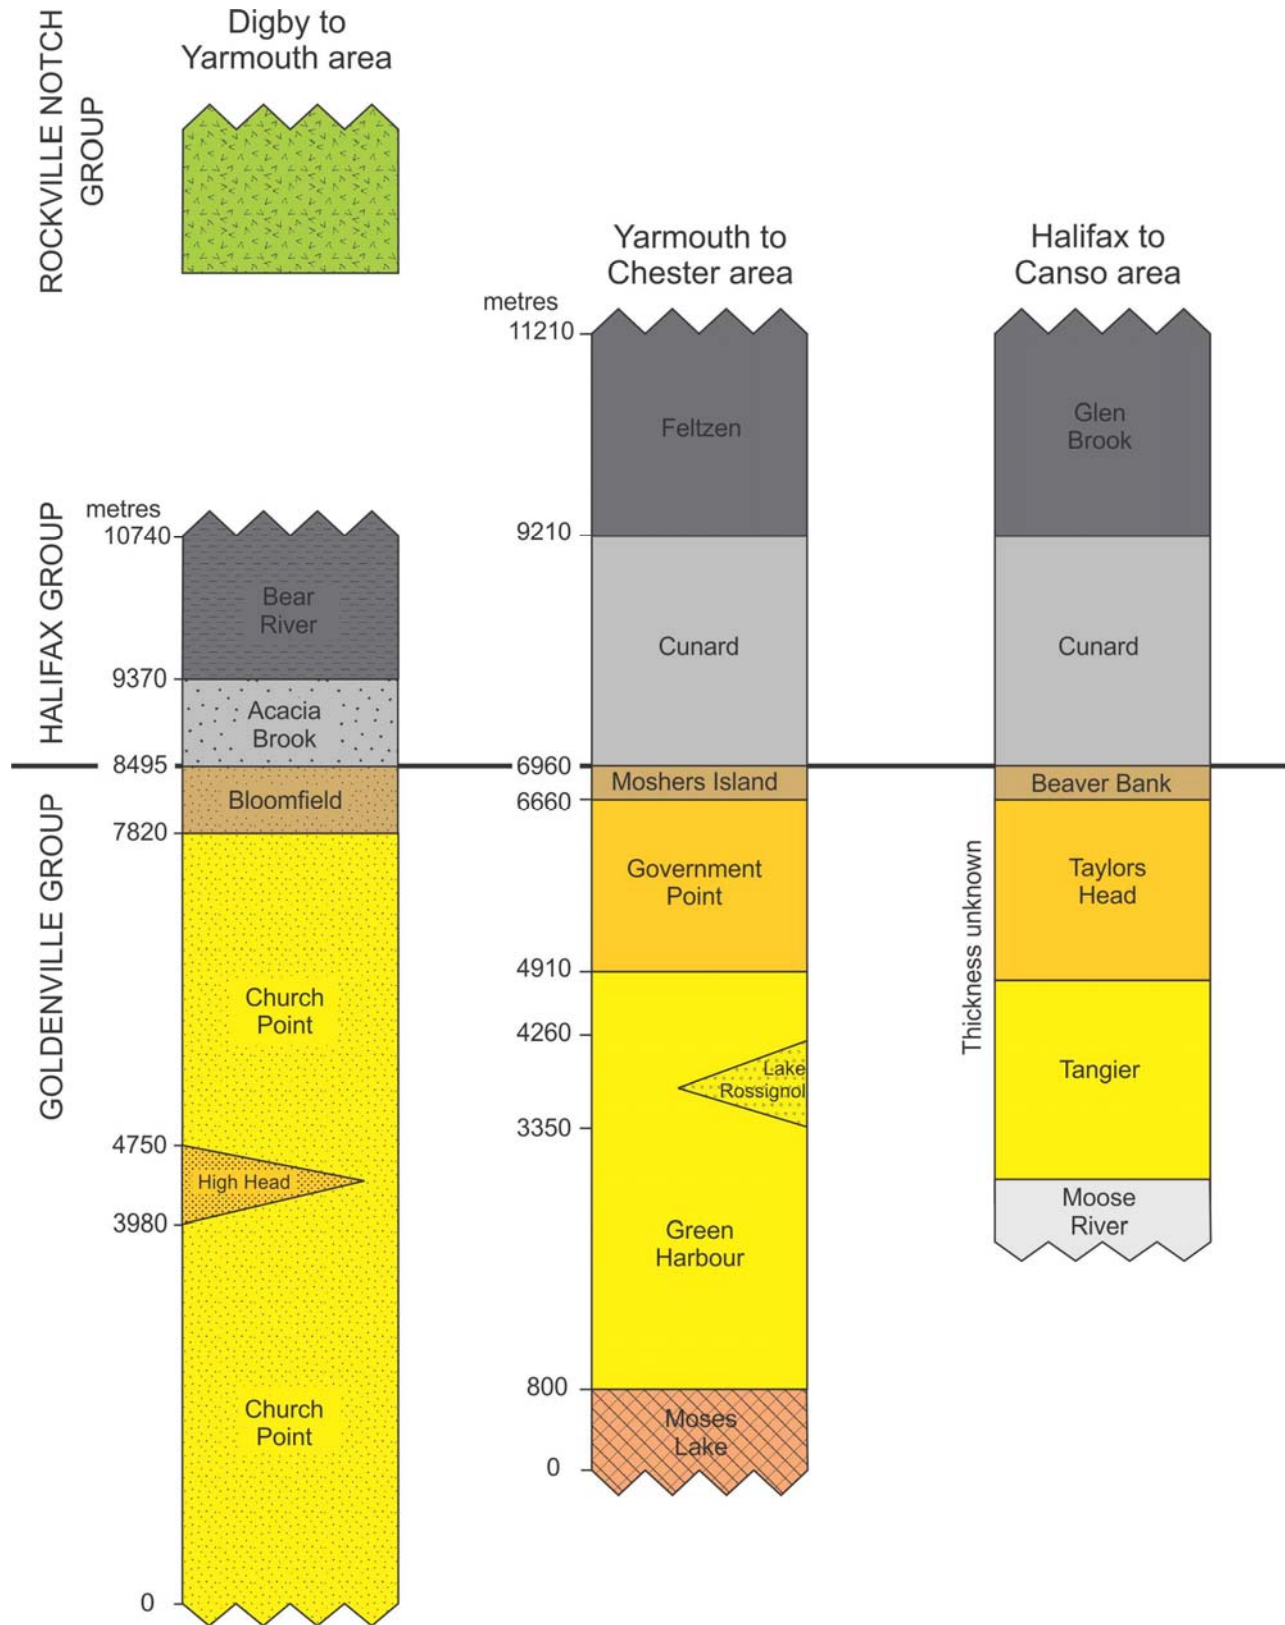 ROCKVILLE NOTCH
GROUP
HALIFAX GROUP
GOLDENVILLE GROUP
Digby to
Yarmouth area
metres
10740
Bear
River
9370
Acacia
Brook
8495
Bloomfield
7820
Church
Point
4750
High Head
3980
Church
Point
0
Yarmouth to
Chester area
metres
11210
Feltzen
9210
Cunard
6960
Moshers Island
6660
Government
Point
4910
4260
Lake
Rossignol
3350
Green
Harbour
800
Moses
Lake
0
Halifax to
Canso area
Glen
Brook
Cunard
Beaver Bank
Taylors
Head
Thickness unknown
Tangier
Moose
River